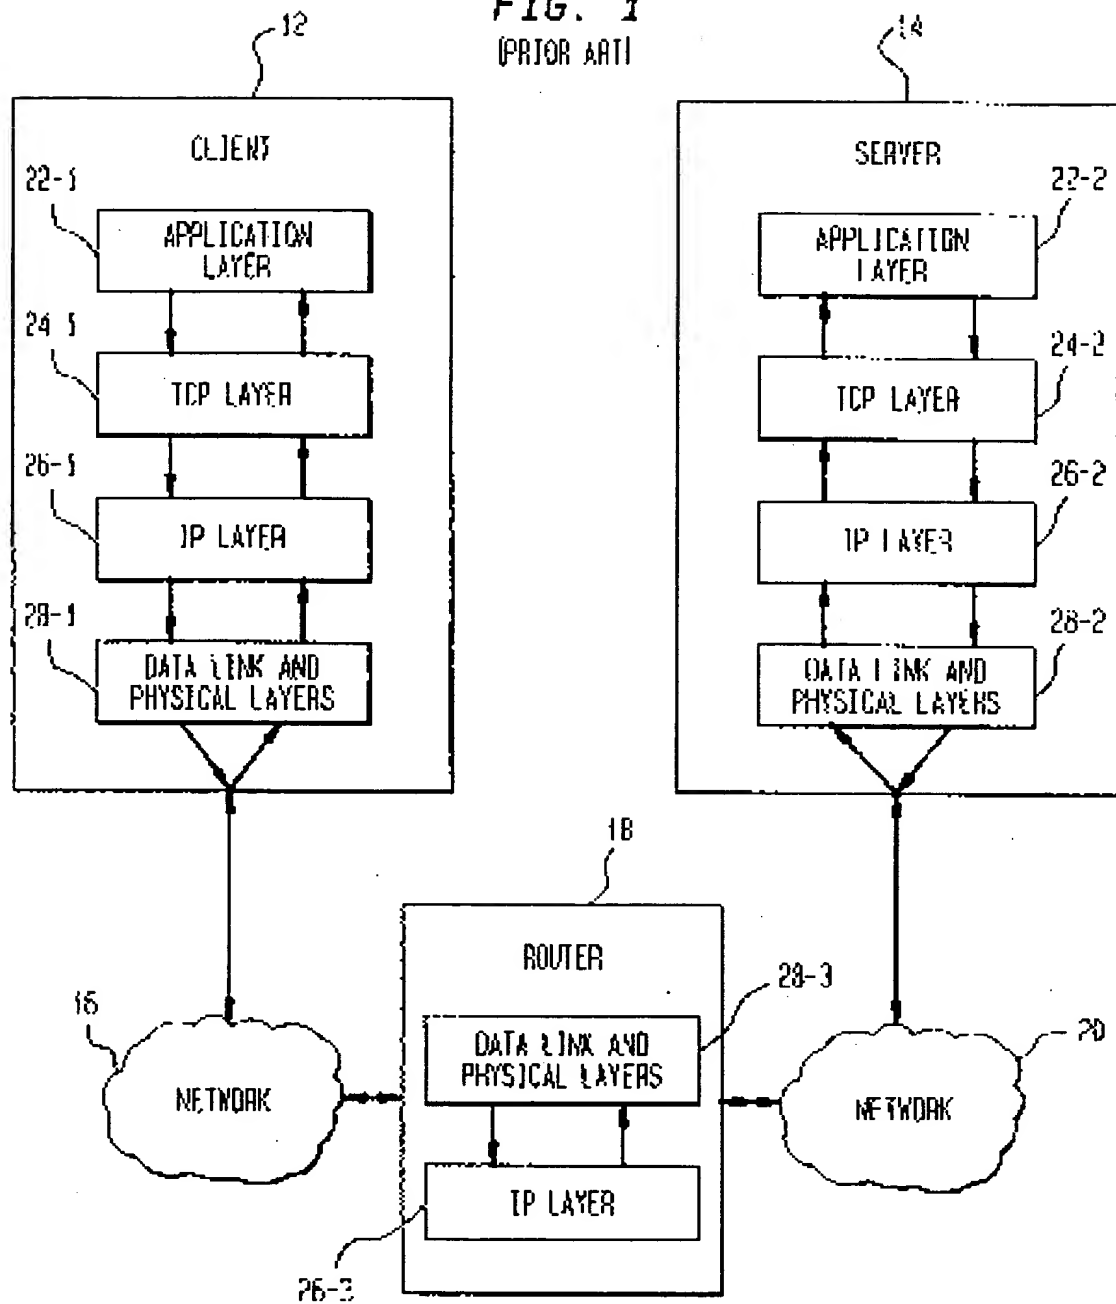 FIG. 1
(PRIOR ART)
12
14
CLIENT
SERVER
22-1
22-2
APPLICATION
LAYER
APPLICATION
LAYER
24-1
24-2
TCP LAYER
TCP LAYER
26-1
26-2
IP LAYER
IP LAYER
28-1
28-2
DATA LINK AND
PHYSICAL LAYERS
DATA LINK AND
PHYSICAL LAYERS
18
ROUTER
28-3
16
20
DATA LINK AND
PHYSICAL LAYERS
NETWORK
NETWORK
IP LAYER
26-3